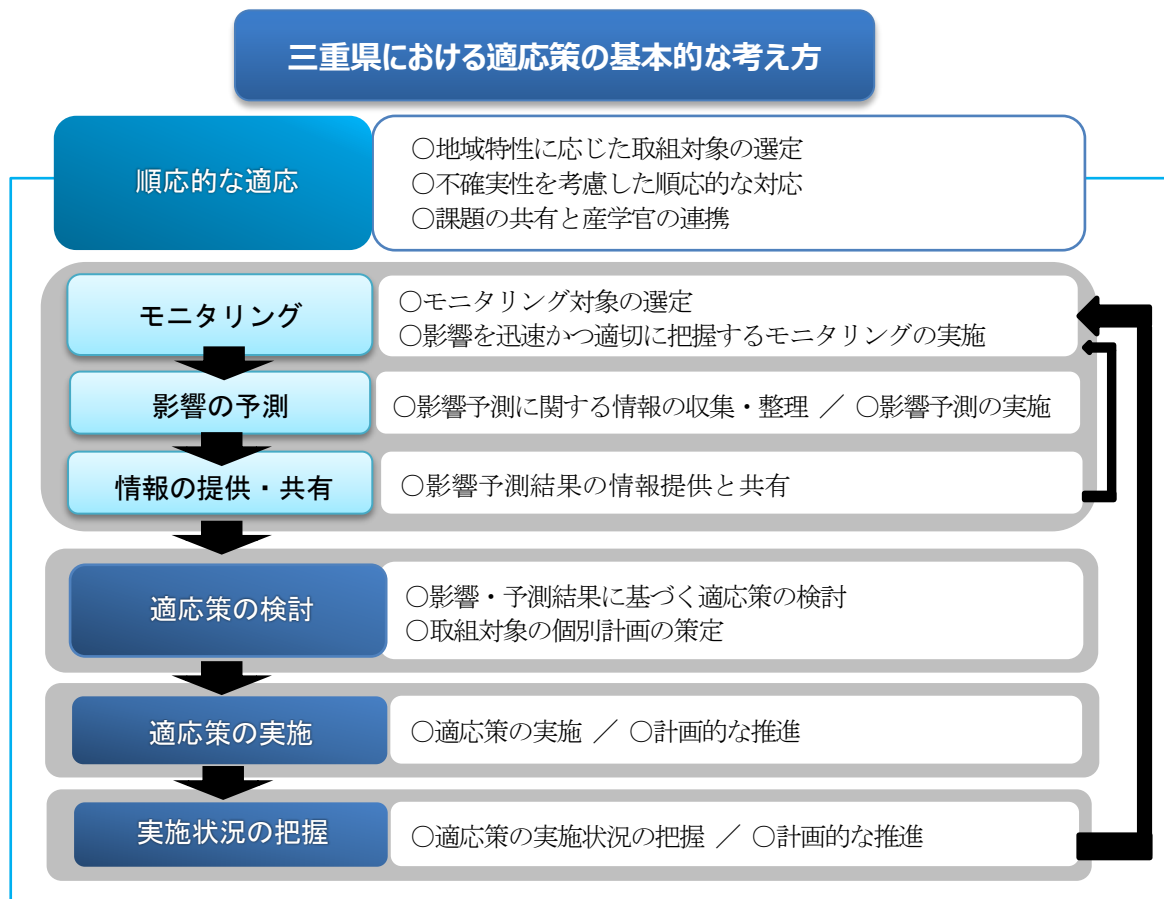 三重県における適応策の基本的な考え方
順応的な適応
○地域特性に応じた取組対象の選定
○不確実性を考慮した順応的な対応
○課題の共有と産学官の連携
モニタリング
○モニタリング対象の選定
○影響を迅速かつ適切に把握するモニタリングの実施
影響の予測
○影響予測に関する情報の収集・整理 ／ ○影響予測の実施
情報の提供・共有
○影響予測結果の情報提供と共有
適応策の検討
○影響・予測結果に基づく適応策の検討
○取組対象の個別計画の策定
適応策の実施
○適応策の実施 ／ ○計画的な推進
実施状況の把握
○適応策の実施状況の把握 ／ ○計画的な推進